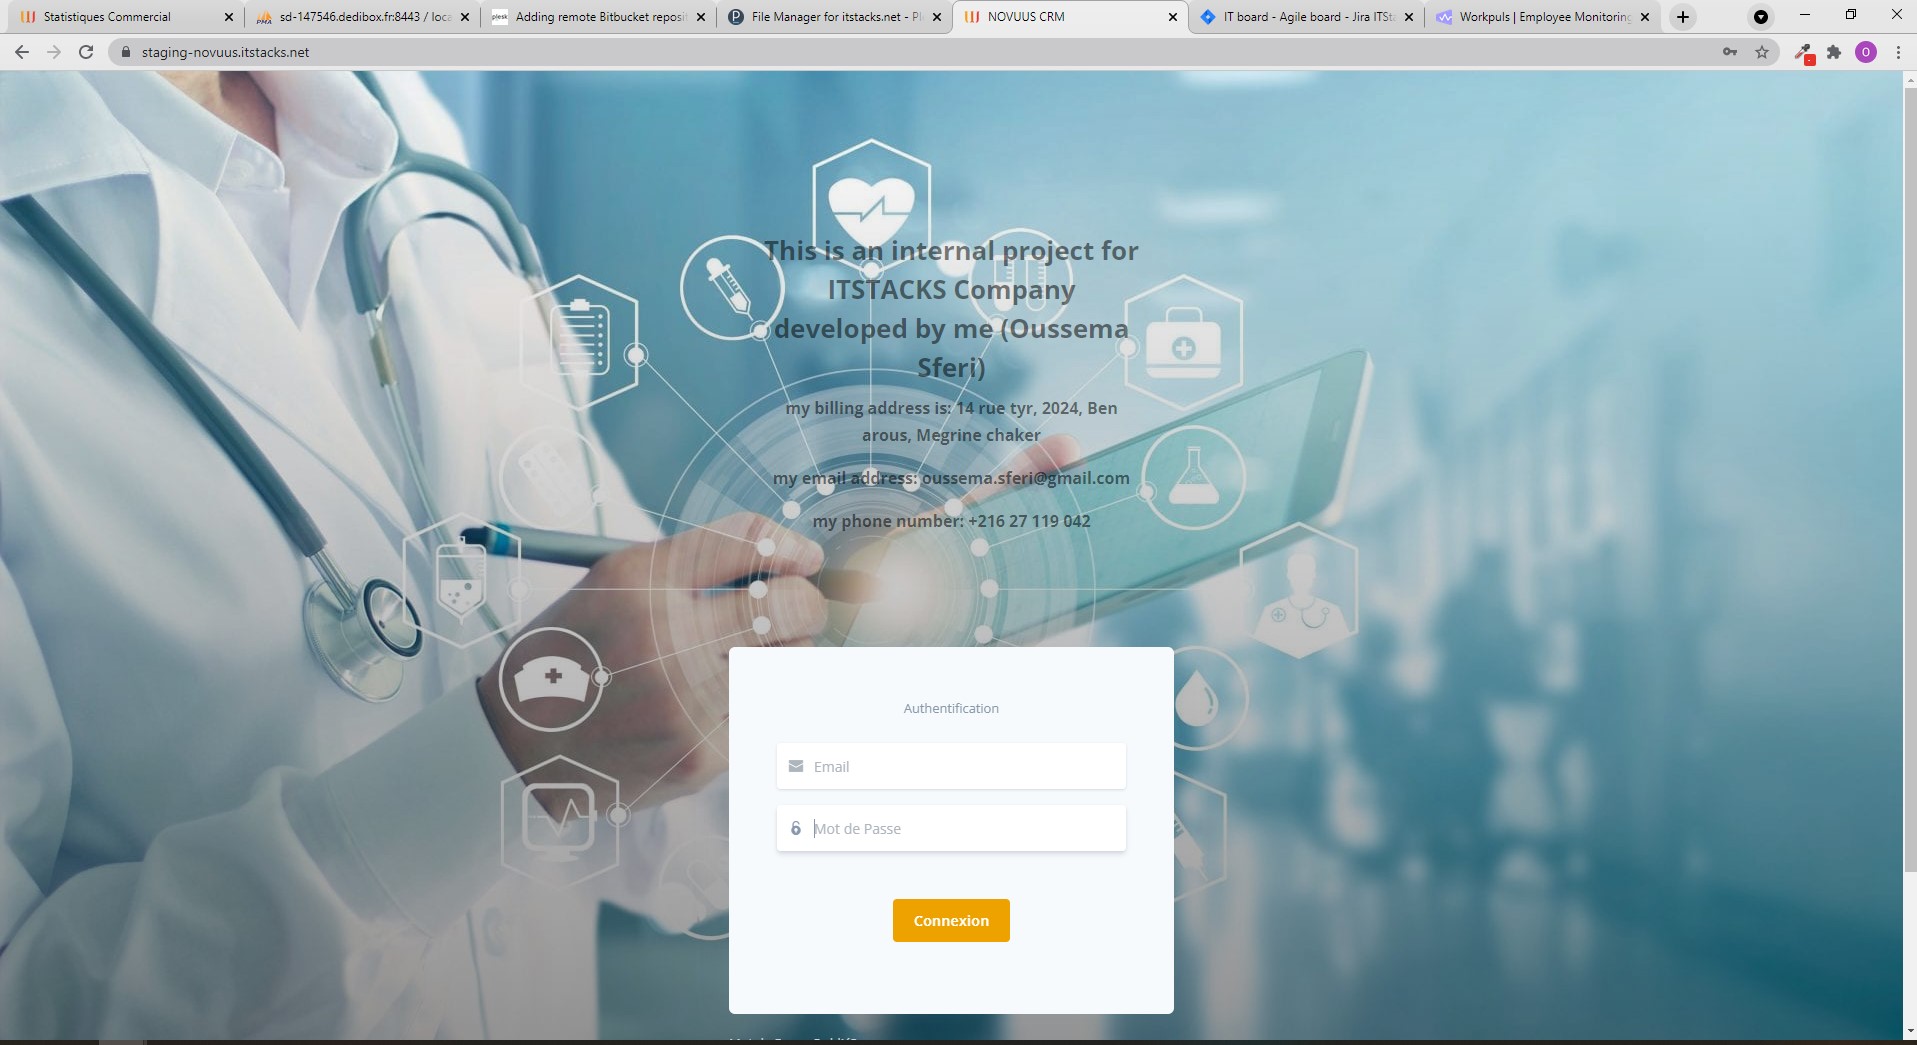 Statistiques Commercial
sd-147546.dedibox.fr:8443 / loca
Adding remote Bitbucket reposit
File Manager for itstacks.net - Pl
NOVUUS CRM
IT board - Agile board - Jira ITSt
Workpuls | Employee Monitoring
staging-novuus.itstacks.net
O
This is an internal project for
ITSTACKS Company
developed by me (Oussema
Sferi)
my billing address is: 14 rue tyr, 2024, Ben
arous, Megrine chaker
my email address: oussema.sferi@gmail.com
my phone number: +216 27 119 042
Authentification
Email
Mot de Passe
Connexion